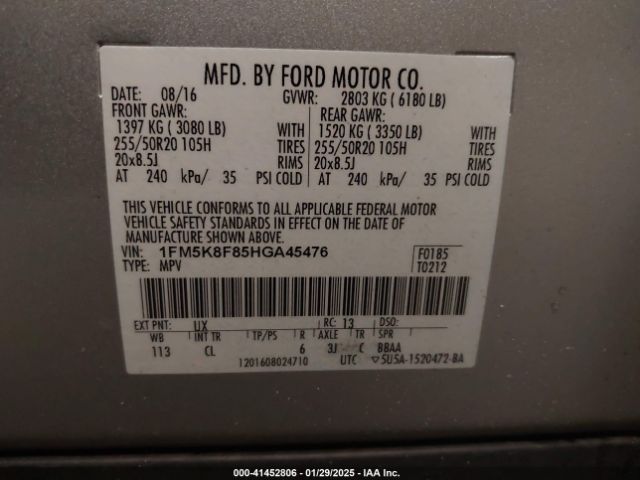 MFD. BY FORD MOTOR CO.
DATE: 08/16 GVWR: 2803 KG ( 6180 LB)
FRONT GAWR: REAR GAWR:
1397 KG ( 3080 LB) WITH 1520 KG ( 3350 LB) WITH
255/50R20 105H TIRES 255/50R20 105H TIRES
20x8.5J RIMS 20x8.5J RIMS
AT 240 kPa/ 35 PSI COLD AT 240 kPa/ 35 PSI COLD
THIS VEHICLE CONFORMS TO ALL APPLICABLE FEDERAL MOTOR
VEHICLE SAFETY STANDARDS IN EFFECT ON THE DATE OF
MANUFACTURE SHOWN ABOVE.
VIN: 1FM5K8F85HGA45476 F0185
TYPE: MPV T0212
EXT PNT: UX RC: 13 DSO:
WB INT TR TP/PS R AXLE TR SPR
113 CL 6 3J C BBAA
1201608024710 UTC ▽5U5A-1520472-BA
000-41452806 - 01/29/2025 - IAA Inc.